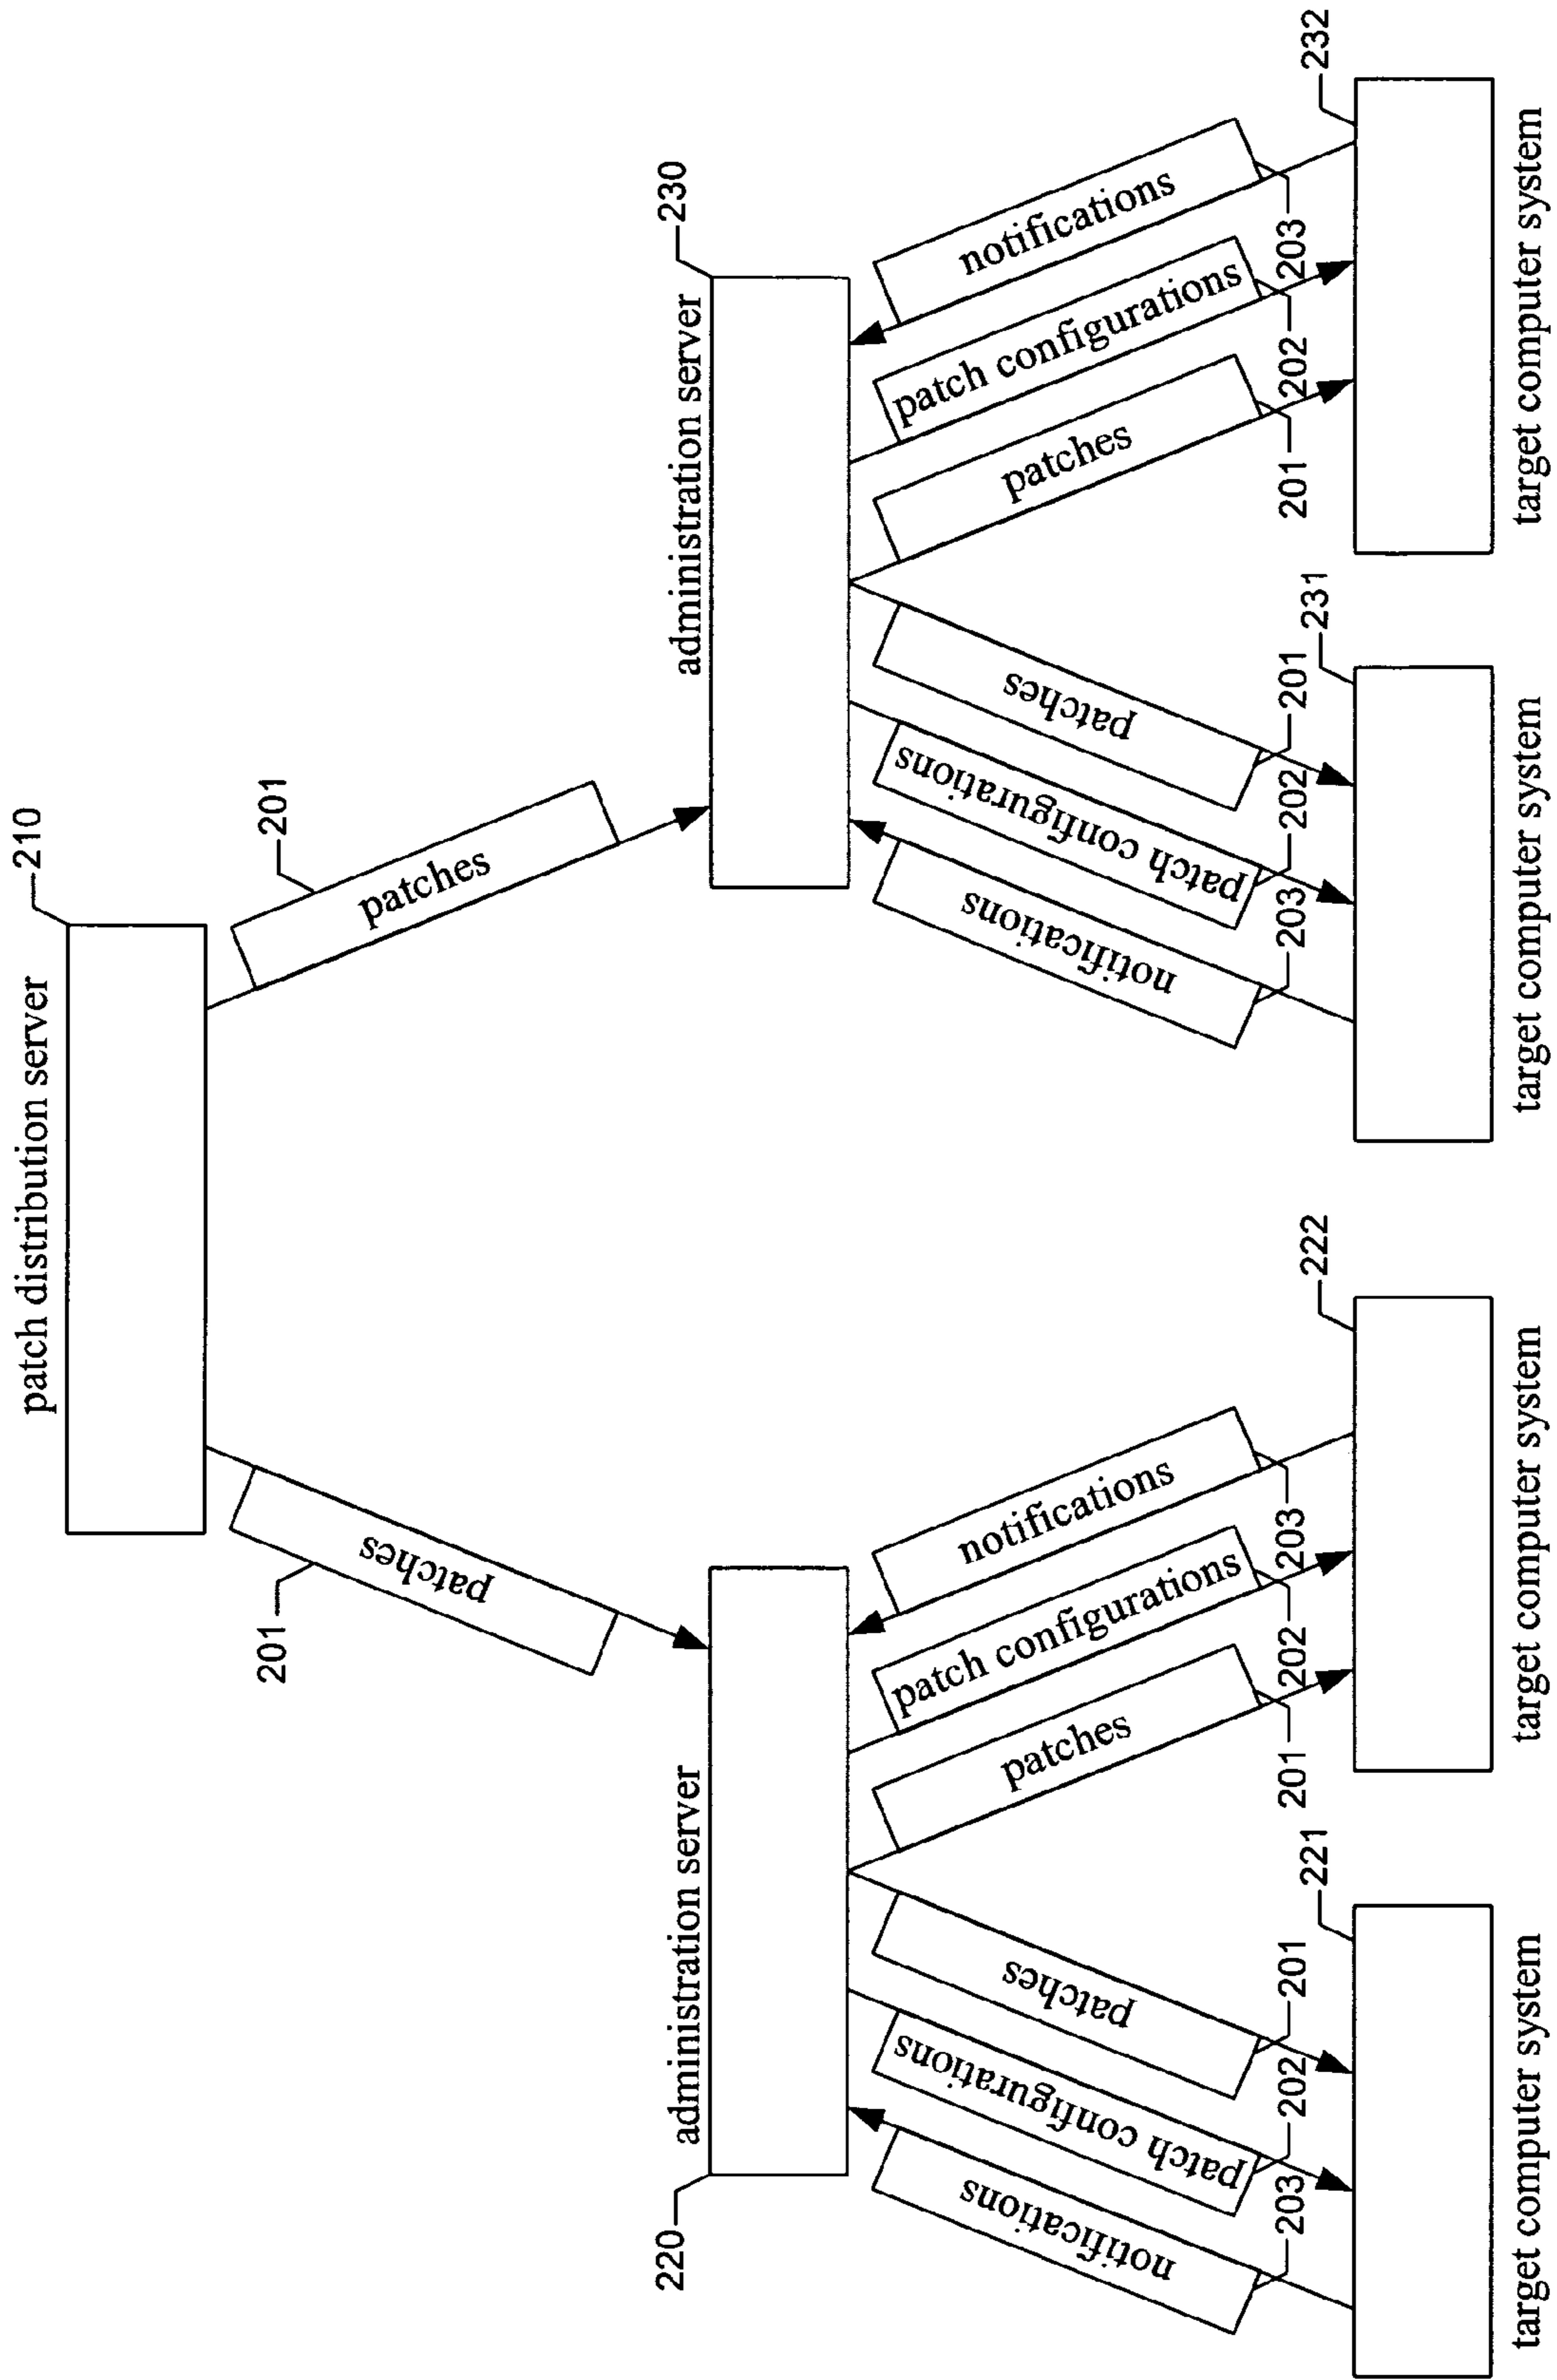 patch distribution server
210
201
patches
patches
201
administration server
220
administration server
230
notifications
patch configurations
patches
patches
patch configurations
notifications
notifications
patch configurations
patches
patches
patch configurations
notifications
203
202
201
221
201
202
203
222
203
202
201
231
201
202
203
232
target computer system
target computer system
target computer system
target computer system